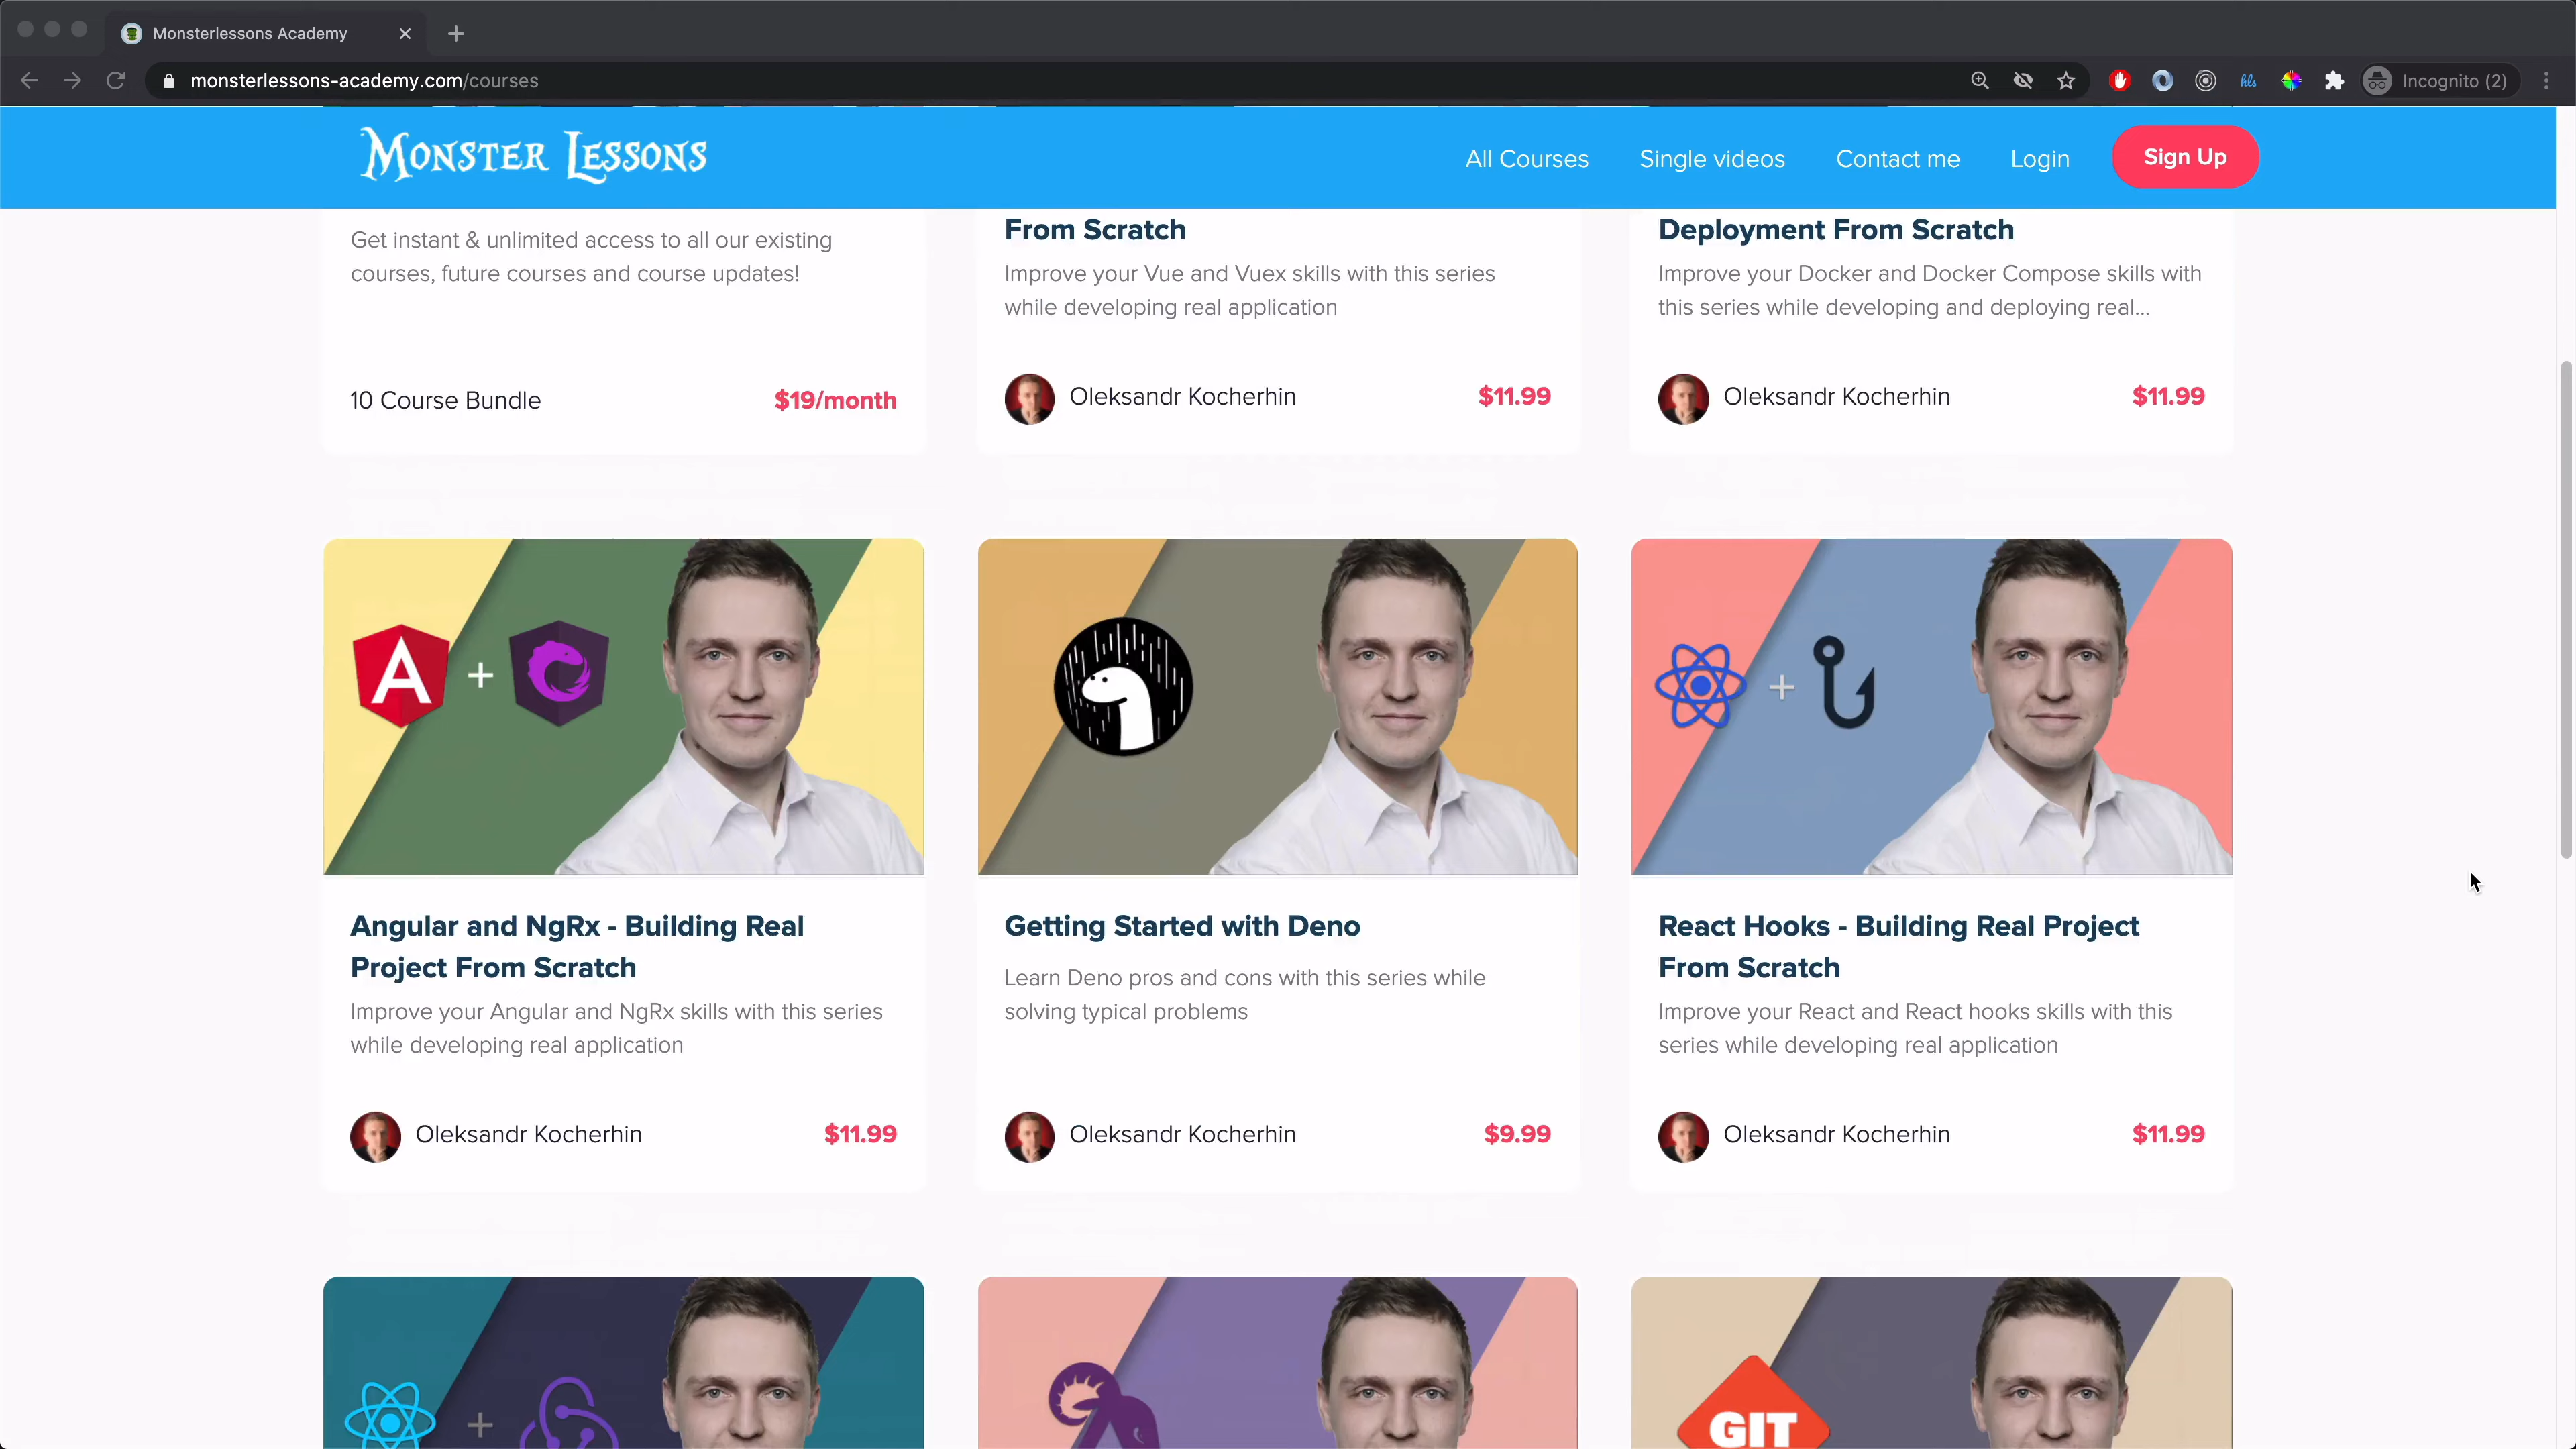 Monsterlessons Academy
monsterlessons-academy.com/courses
hls
Incognito (2)
Monster Lessons
All Courses
Single videos
Contact me
Login
Sign Up
Get instant & unlimited access to all our existing
courses, future courses and course updates!
10 Course Bundle
$19/month
From Scratch
Improve your Vue and Vuex skills with this series
while developing real application
Oleksandr Kocherhin
$11.99
Deployment From Scratch
Improve your Docker and Docker Compose skills with
this series while developing and deploying real...
Oleksandr Kocherhin
$11.99
A +
Angular and NgRx - Building Real
Project From Scratch
Improve your Angular and NgRx skills with this series
while developing real application
Oleksandr Kocherhin
$11.99
Getting Started with Deno
Learn Deno pros and cons with this series while
solving typical problems
Oleksandr Kocherhin
$9.99
+
React Hooks - Building Real Project
From Scratch
Improve your React and React hooks skills with this
series while developing real application
Oleksandr Kocherhin
$11.99
+
GIT